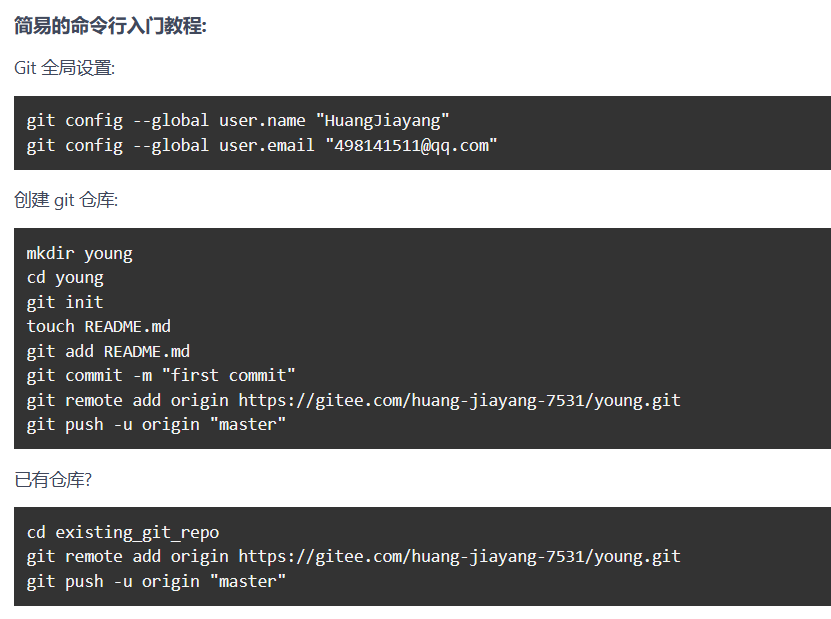 简易的命令行入门教程:
Git 全局设置:
git config --global user.name "HuangJiayang"
git config --global user.email "498141511@qq.com"
创建 git 仓库:
mkdir young
cd young
git init
touch README.md
git add README.md
git commit -m "first commit"
git remote add origin https://gitee.com/huang-jiayang-7531/young.git
git push -u origin "master"
已有仓库?
cd existing_git_repo
git remote add origin https://gitee.com/huang-jiayang-7531/young.git
git push -u origin "master"